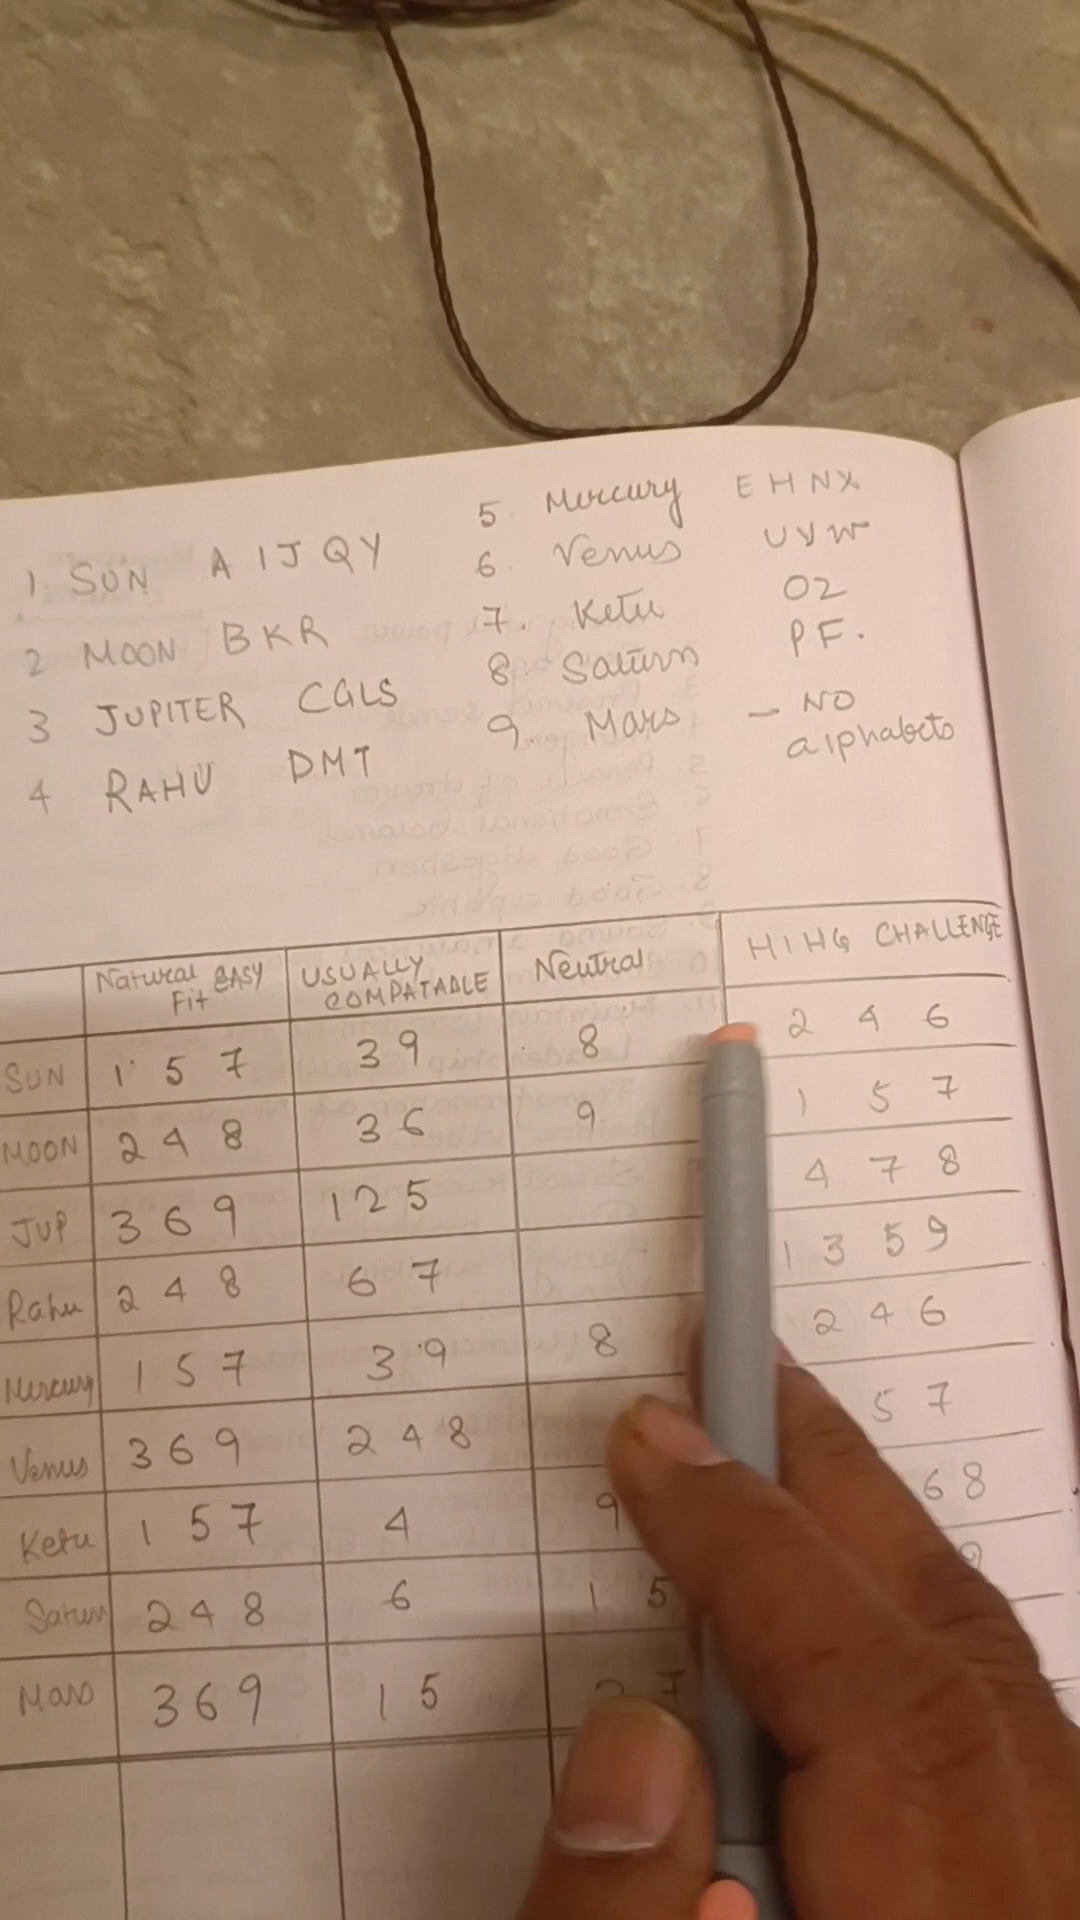 1. SUN A I J Q Y
2 MOON BKR
3 JUPITER CGLS
4 RAHU DMT
5. Mercury EHNX
6. Venus UVW
7. Ketu OZ
8. Saturn PF.
9. Mars — NO
alphabets
Natural EASY Fit USUALLY COMPATABLE Neutral HIHG CHALLENGE
SUN 1 5 7 3 9 8 2 4 6
MOON 2 4 8 3 6 9 1 5 7
JUP 3 6 9 1 2 5 4 7 8
Rahu 2 4 8 6 7 1 3 5 9
Mercury 1 5 7 3 9 8 2 4 6
Venus 3 6 9 2 4 8 5 7
Ketu 1 5 7 4 9 6 8
Saturn 2 4 8 6 1 5
Mars 3 6 9 1 5 7